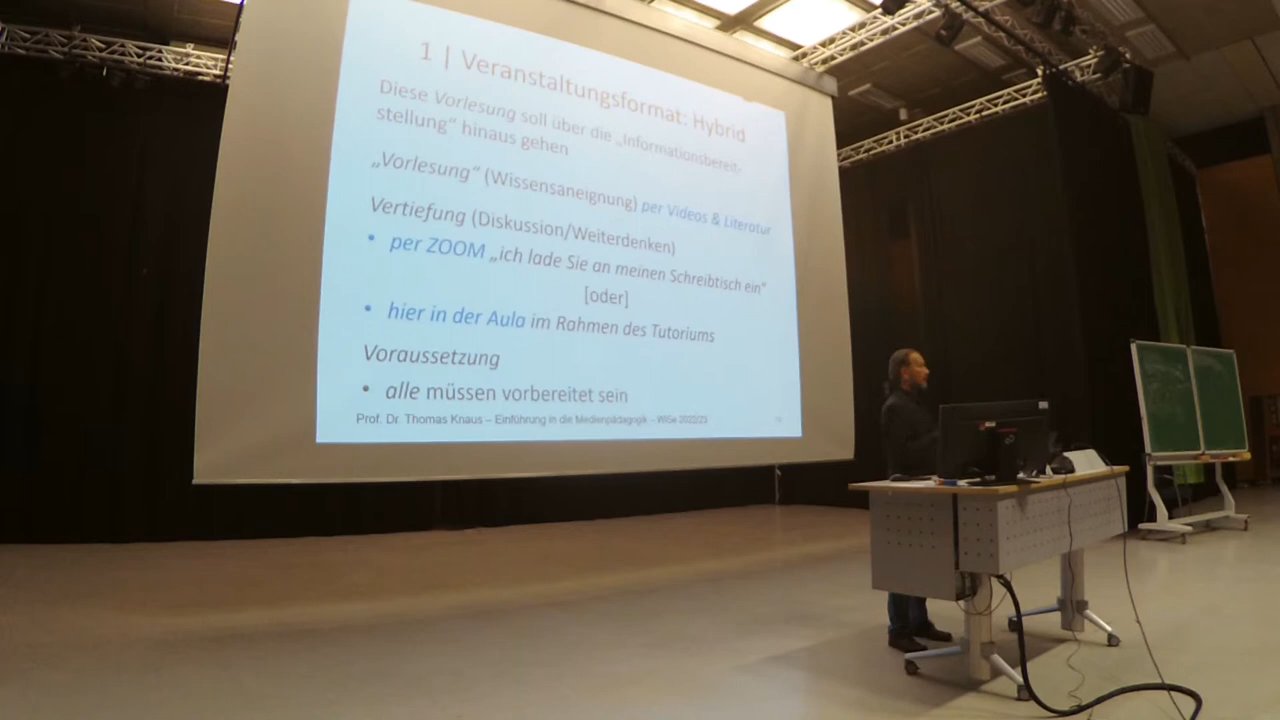 1 | Veranstaltungsformat: Hybrid
Diese Vorlesung soll über die „Informationsbereit-
stellung“ hinaus gehen
„Vorlesung“ (Wissensaneignung) per Videos & Literatur
Vertiefung (Diskussion/Weiterdenken)
• per ZOOM „ich lade Sie an meinen Schreibtisch ein“
[oder]
• hier in der Aula im Rahmen des Tutoriums
Voraussetzung
• alle müssen vorbereitet sein
Prof. Dr. Thomas Knaus – Einführung in die Medienpädagogik – WiSe 2022/23